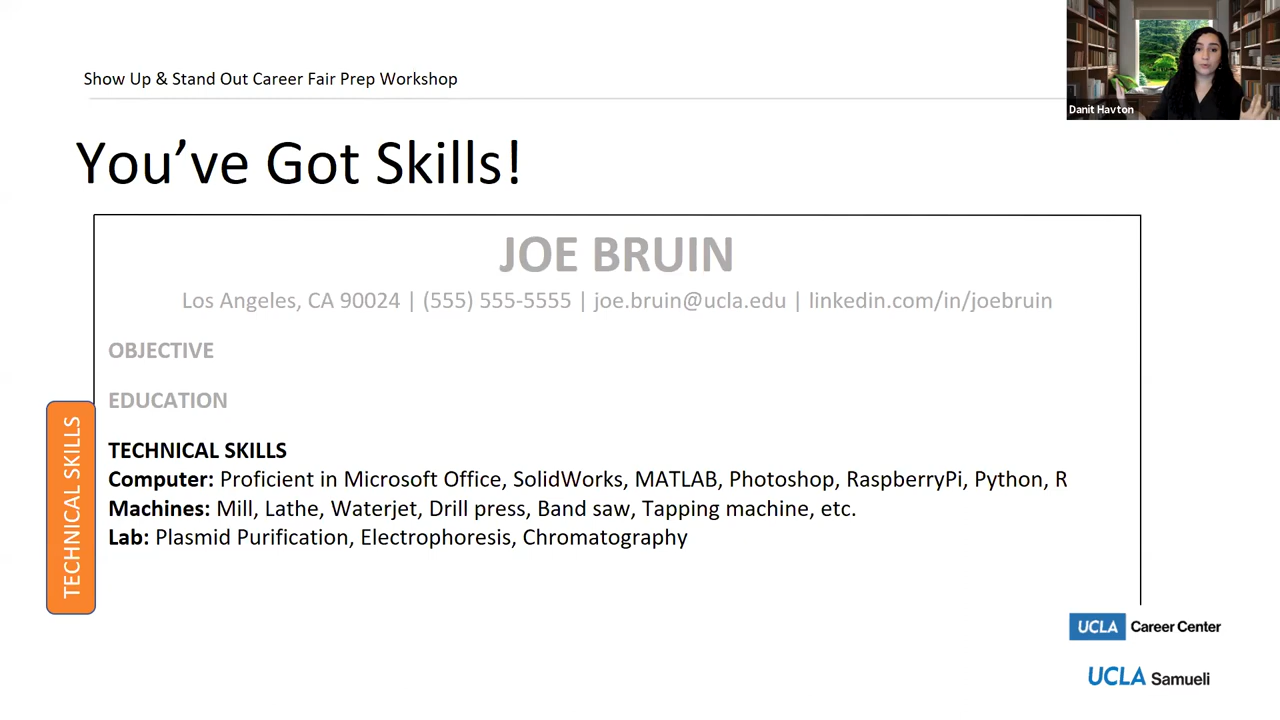 Show Up & Stand Out Career Fair Prep Workshop
Danit Havton
You’ve Got Skills!
JOE BRUIN
Los Angeles, CA 90024 | (555) 555-5555 | joe.bruin@ucla.edu | linkedin.com/in/joebruin
OBJECTIVE
EDUCATION
TECHNICAL SKILLS
TECHNICAL SKILLS
Computer: Proficient in Microsoft Office, SolidWorks, MATLAB, Photoshop, RaspberryPi, Python, R
Machines: Mill, Lathe, Waterjet, Drill press, Band saw, Tapping machine, etc.
Lab: Plasmid Purification, Electrophoresis, Chromatography
UCLA Career Center
UCLA Samueli